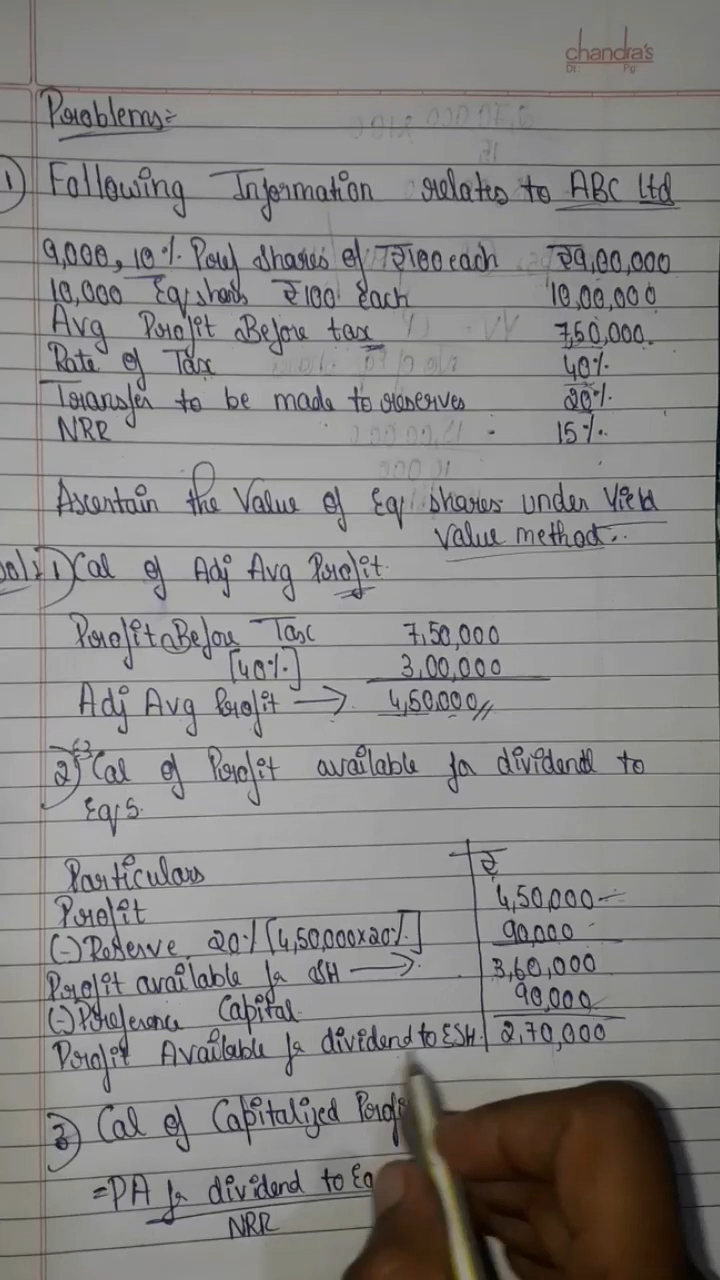 chandra's
Dt: Pg:
Problems:-
1) Following Information relates to ABC Ltd
9,000, 10% Pref shares of ₹100 each ₹9,00,000
10,000 Eq shares ₹100 each 10,00,000
Avg Profit Before tax 7,50,000
Rate of Tax 40%
Transfer to be made to reserves 20%
NRR - 15%
Ascertain the Value of Eq shares under Yield
Value method.
Sol: 1) Cal of Adj Avg Profit
Profit Before Tax 7,50,000
[40%] 3,00,000
Adj Avg Profit → 4,50,000//
2) Cal of Profit available for dividend to
Eq S.
Particulars ₹
Profit 4,50,000
(-) Reserve 20% [4,50,000x20%] 90,000
Profit available for SH → 3,60,000
(-) Preference Capital 90,000
Profit Available for dividend to ESH 2,70,000
3) Cal of Capitalized Prof
= PA for dividend to Eq
NRR